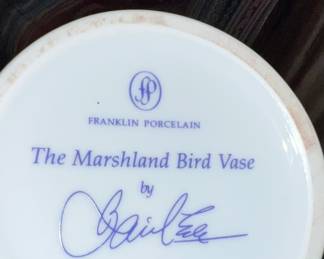 FRANKLIN PORCELAIN
The Marshland Bird Vase
by